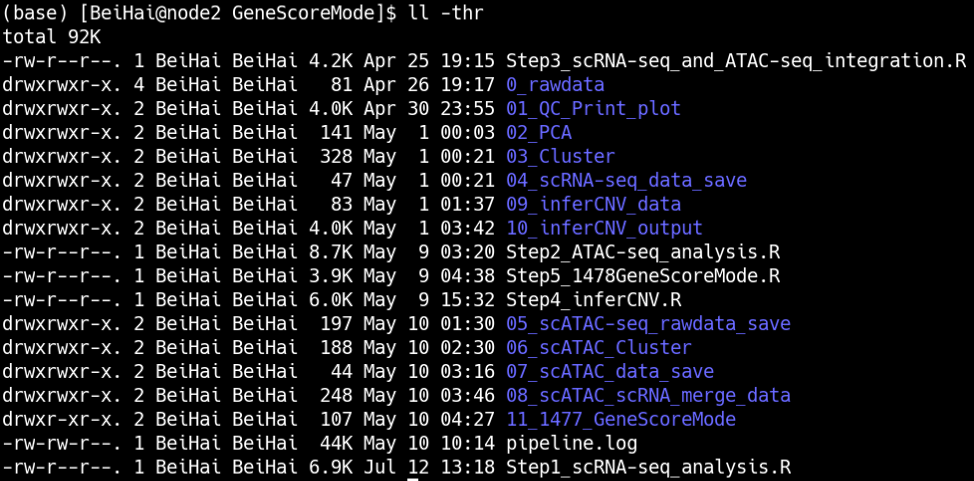 (base) [BeiHai@node2 GeneScoreMode]$ ll -thr
total 92K
-rw-r--r--. 1 BeiHai BeiHai 4.2K Apr 25 19:15 Step3_scRNA-seq_and_ATAC-seq_integration.R
drwxrwxr-x. 4 BeiHai BeiHai   81 Apr 26 19:17 0_rawdata
drwxrwxr-x. 2 BeiHai BeiHai 4.0K Apr 30 23:55 01_QC_Print_plot
drwxrwxr-x. 2 BeiHai BeiHai  141 May  1 00:03 02_PCA
drwxrwxr-x. 2 BeiHai BeiHai  328 May  1 00:21 03_Cluster
drwxrwxr-x. 2 BeiHai BeiHai   47 May  1 00:21 04_scRNA-seq_data_save
drwxrwxr-x. 2 BeiHai BeiHai   83 May  1 01:37 09_inferCNV_data
drwxrwxr-x. 2 BeiHai BeiHai 4.0K May  1 03:42 10_inferCNV_output
-rw-r--r--. 1 BeiHai BeiHai 8.7K May  9 03:20 Step2_ATAC-seq_analysis.R
-rw-r--r--. 1 BeiHai BeiHai 3.9K May  9 04:38 Step5_1478GeneScoreMode.R
-rw-r--r--. 1 BeiHai BeiHai 6.0K May  9 15:32 Step4_inferCNV.R
drwxrwxr-x. 2 BeiHai BeiHai  197 May 10 01:30 05_scATAC-seq_rawdata_save
drwxrwxr-x. 2 BeiHai BeiHai  188 May 10 02:30 06_scATAC_Cluster
drwxrwxr-x. 2 BeiHai BeiHai   44 May 10 03:16 07_scATAC_data_save
drwxrwxr-x. 2 BeiHai BeiHai  248 May 10 03:46 08_scATAC_scRNA_merge_data
drwxrwxr-x. 2 BeiHai BeiHai  107 May 10 04:27 11_1477_GeneScoreMode
-rw-rw-r--. 1 BeiHai BeiHai  44K May 10 10:14 pipeline.log
-rw-r--r--. 1 BeiHai BeiHai 6.9K Jul 12 13:18 Step1_scRNA-seq_analysis.R